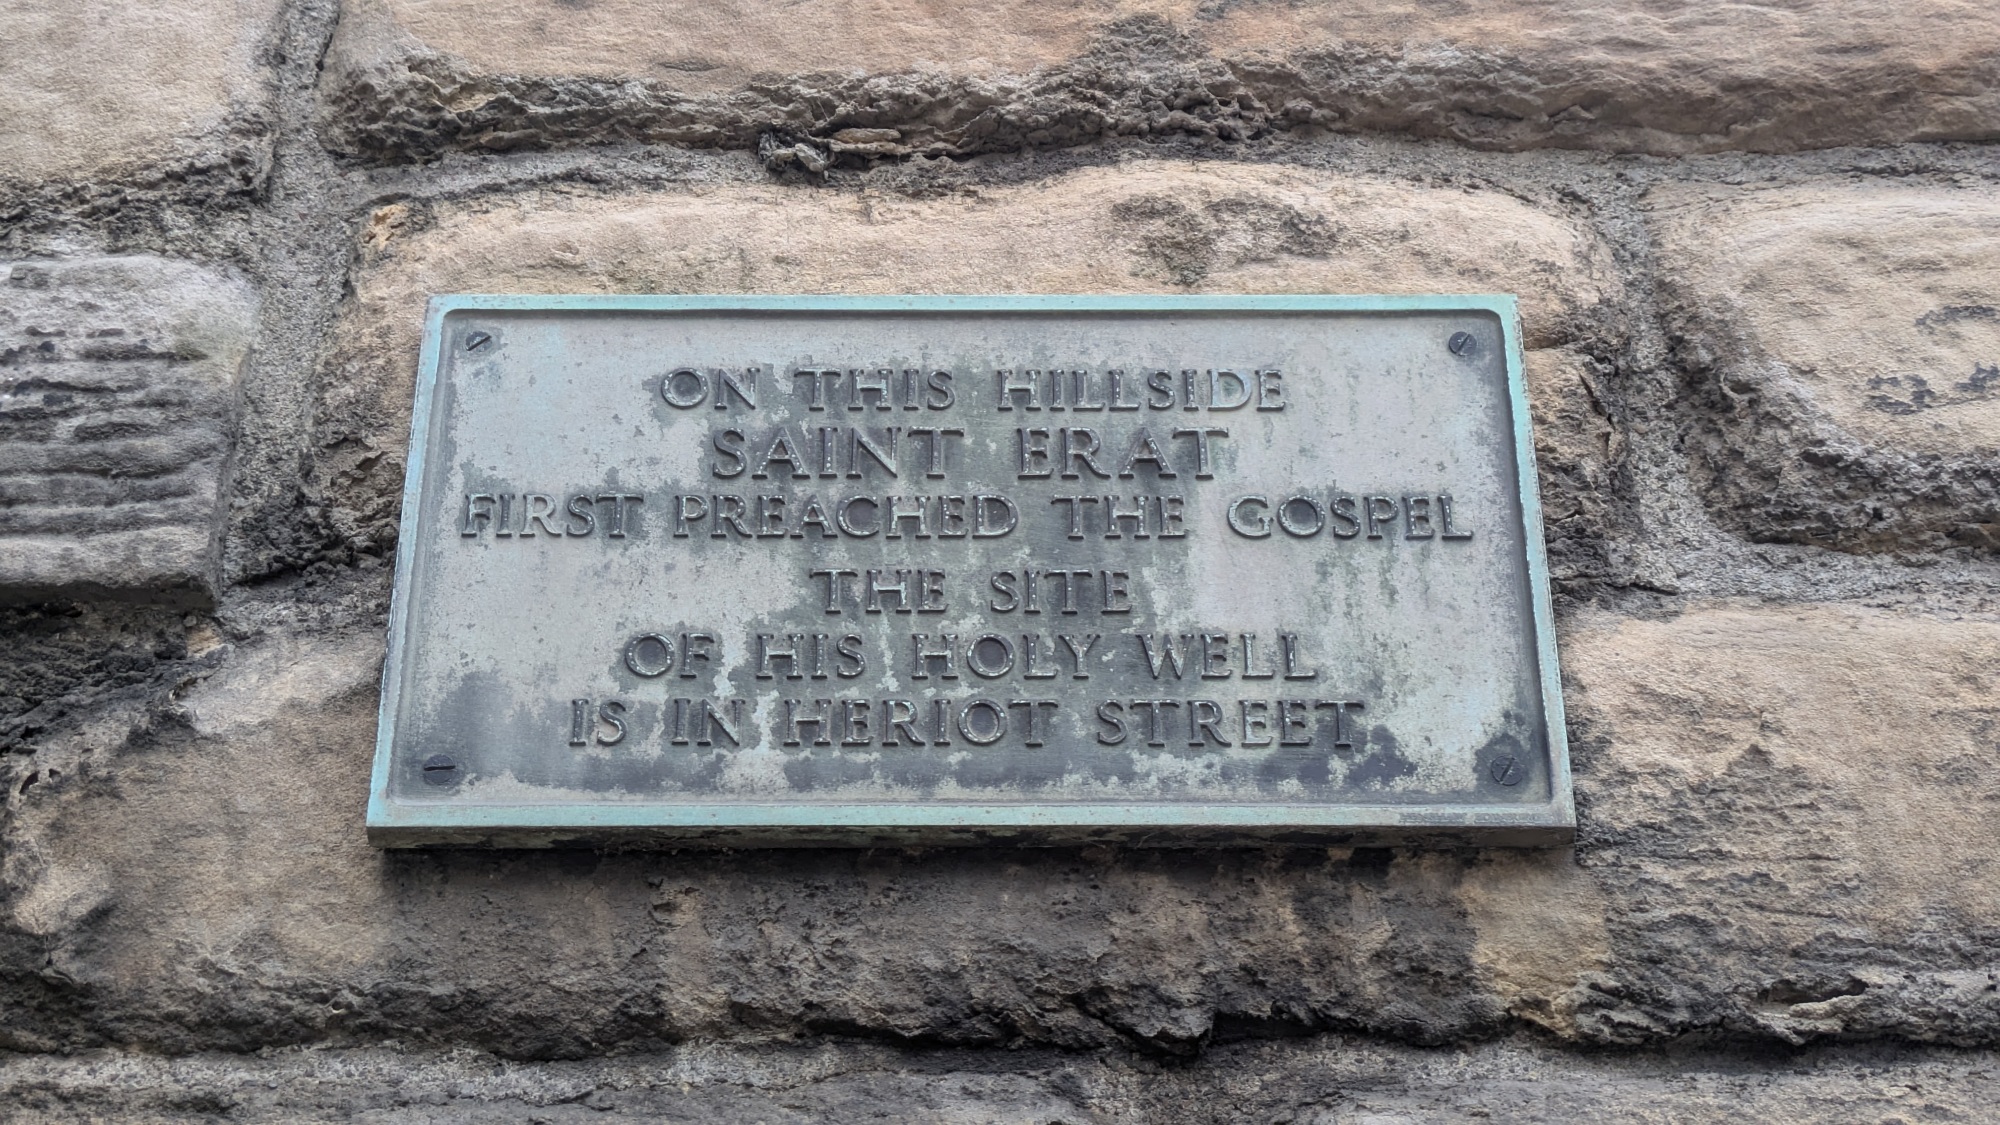 ON THIS HILLSIDE
SAINT ERAT
FIRST PREACHED THE GOSPEL
THE SITE
OF HIS HOLY WELL
IS IN HERIOT STREET